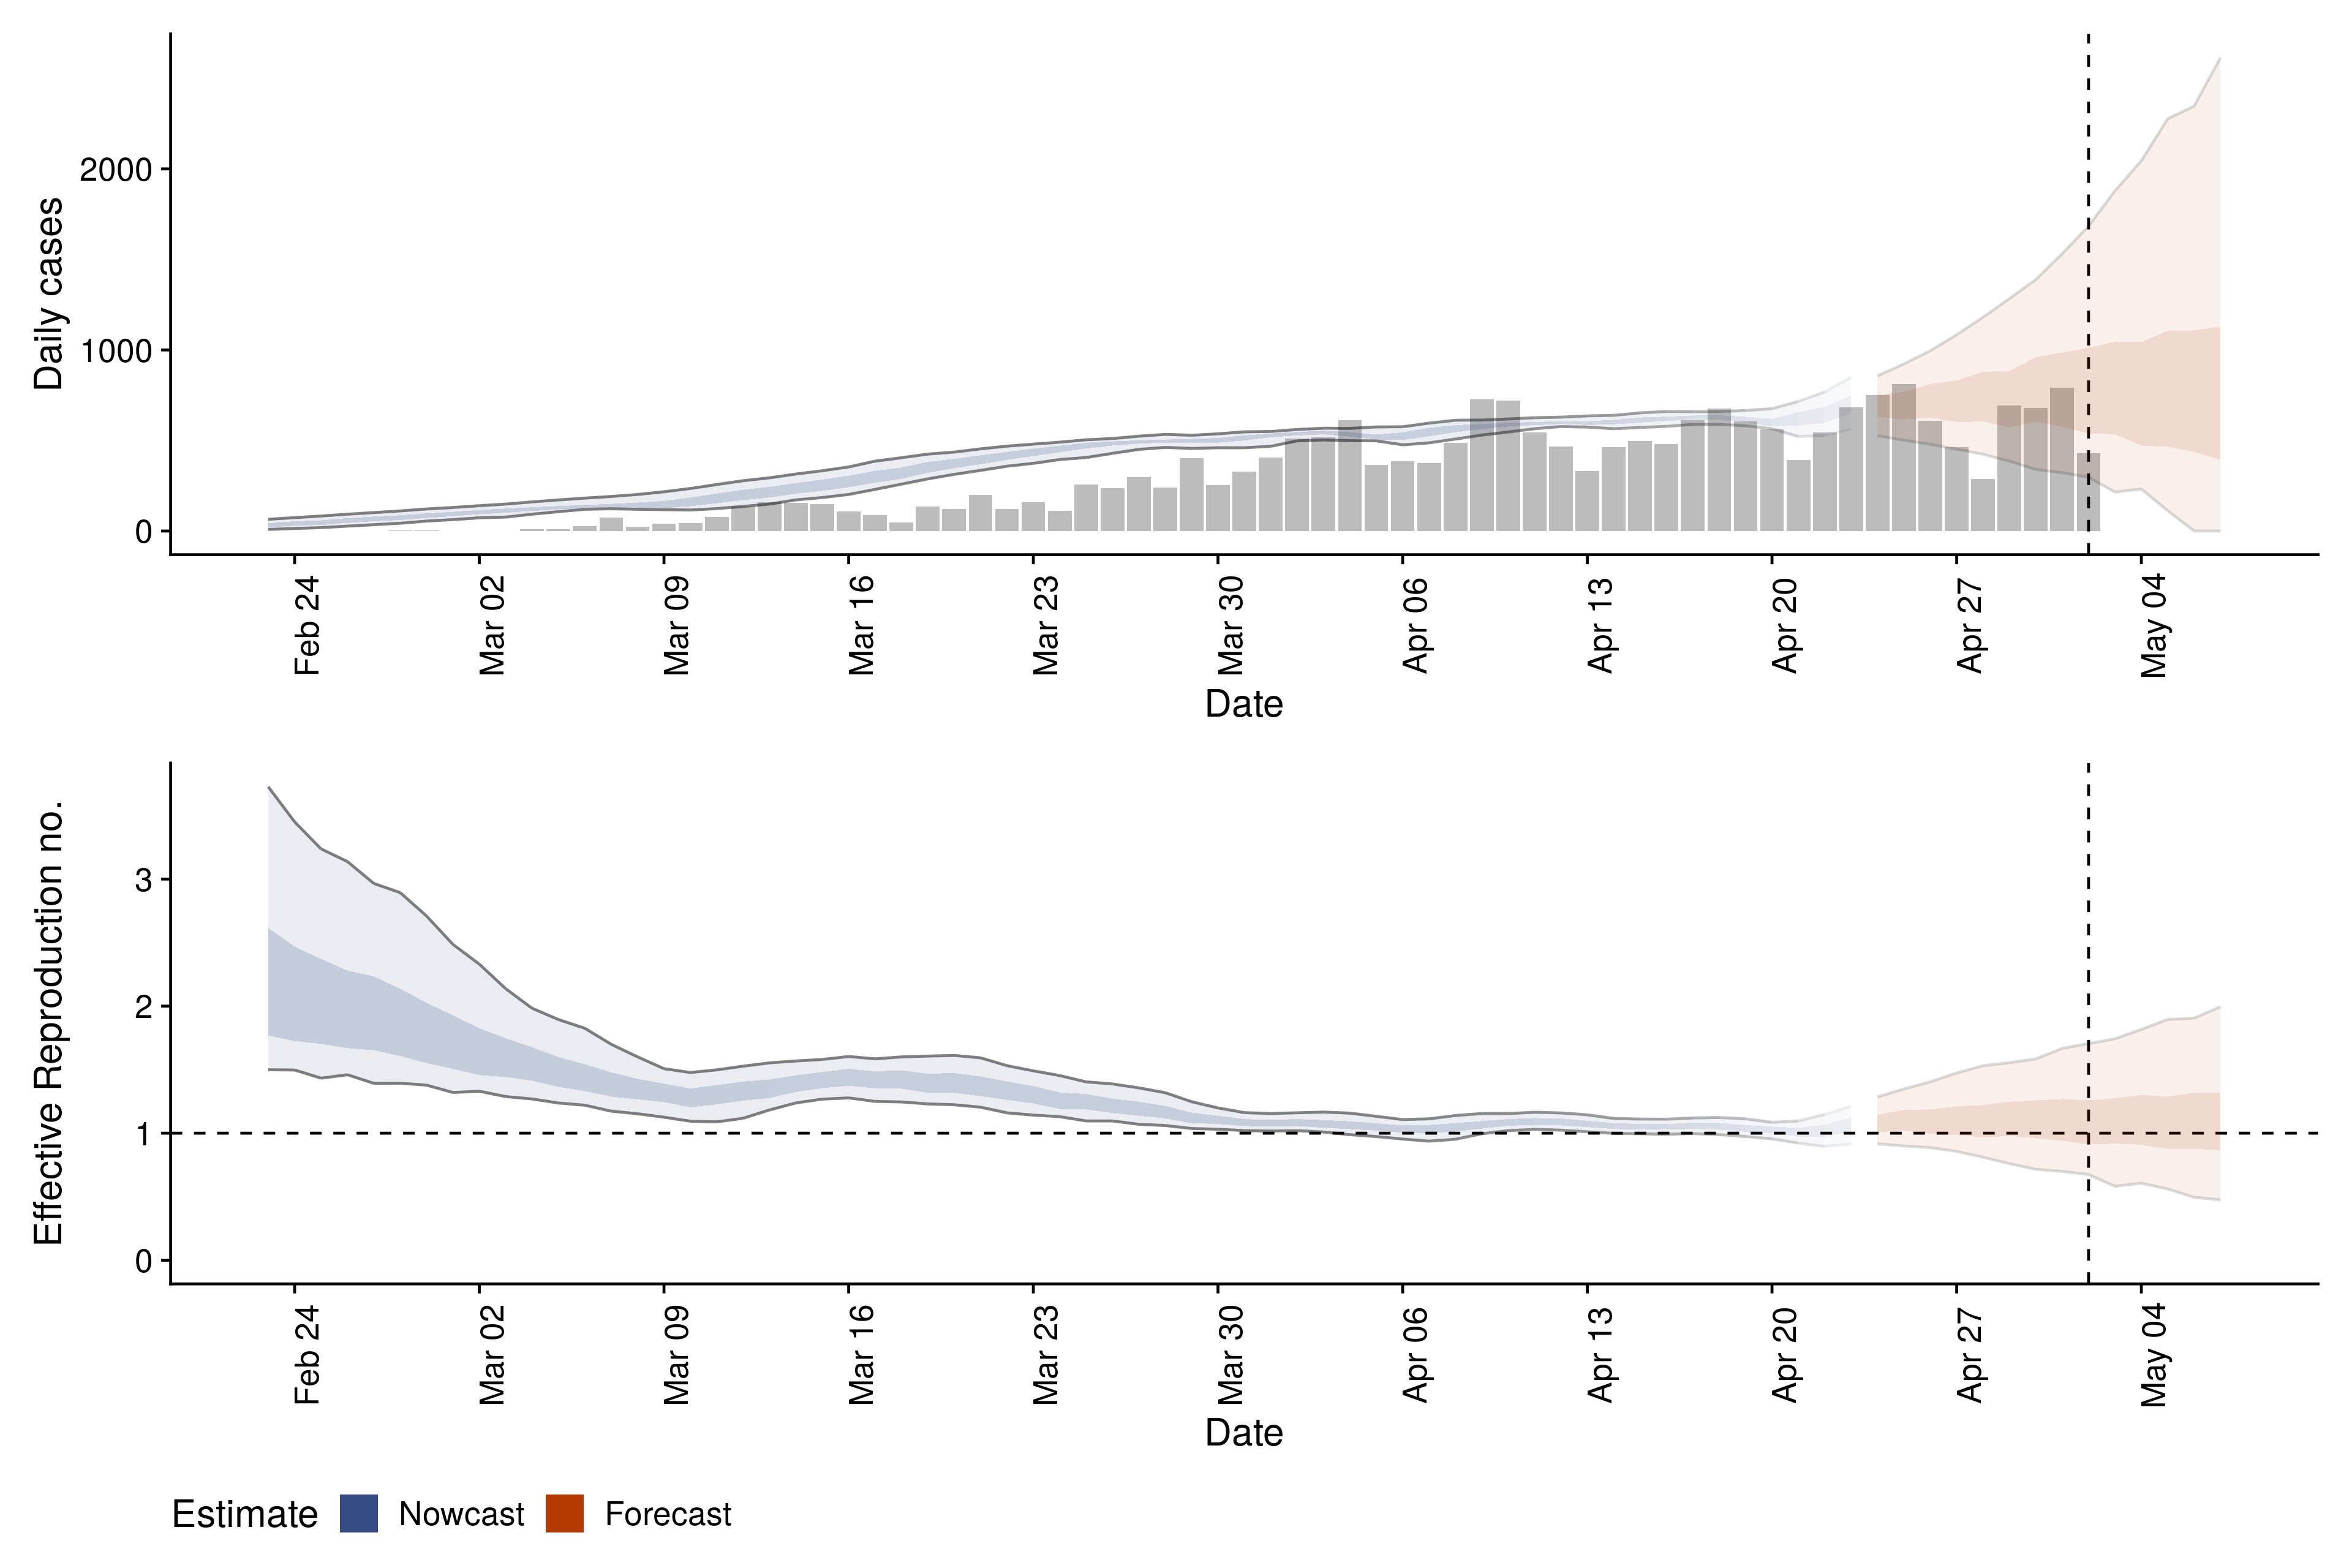 Daily cases
2000
1000
0
Feb 24
Mar 02
Mar 09
Mar 16
Mar 23
Mar 30
Apr 06
Apr 13
Apr 20
Apr 27
May 04
Date
Effective Reproduction no.
3
2
1
0
Feb 24
Mar 02
Mar 09
Mar 16
Mar 23
Mar 30
Apr 06
Apr 13
Apr 20
Apr 27
May 04
Date
Estimate Nowcast Forecast